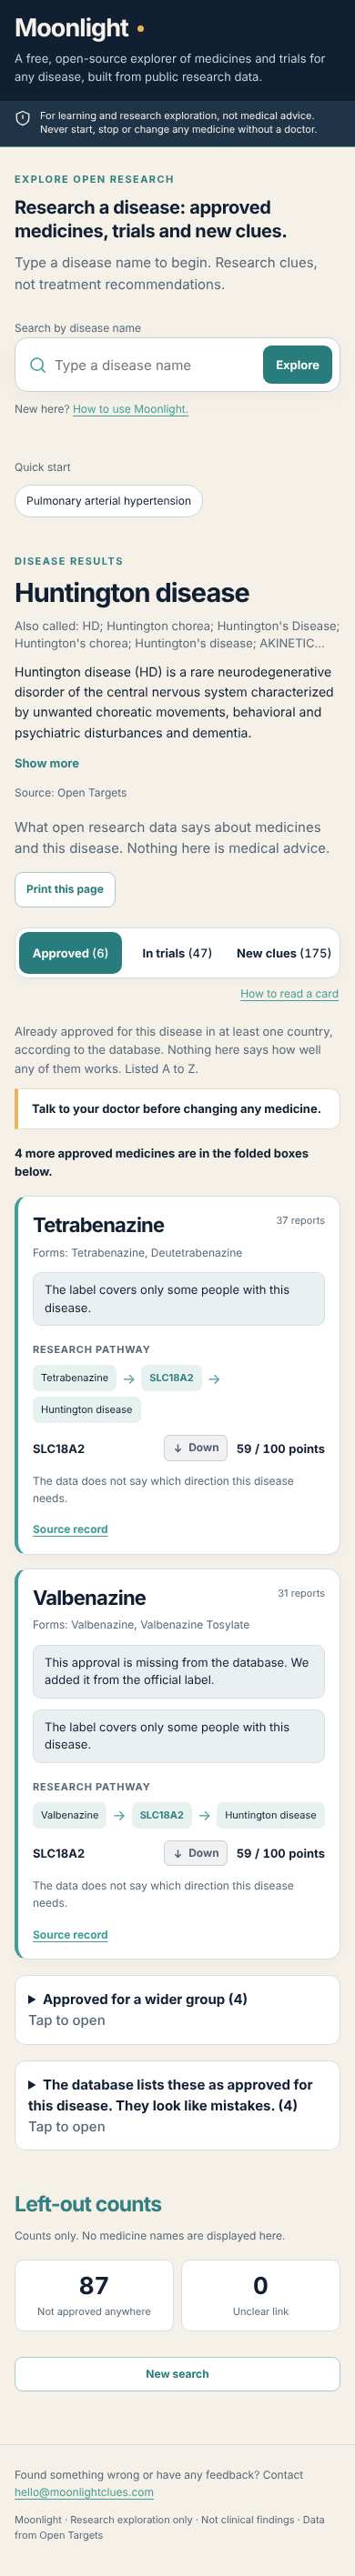 Moonlight
A free, open-source explorer of medicines and trials for
any disease, built from public research data.
For learning and research exploration, not medical advice.
Never start, stop or change any medicine without a doctor.
EXPLORE OPEN RESEARCH
Research a disease: approved
medicines, trials and new clues.
Type a disease name to begin. Research clues,
not treatment recommendations.
Search by disease name
Type a disease name
Explore
New here? How to use Moonlight.
Quick start
Pulmonary arterial hypertension
DISEASE RESULTS
Huntington disease
Also called: HD; Huntington chorea; Huntington's Disease;
Huntington's chorea; Huntington's disease; AKINETIC...
Huntington disease (HD) is a rare neurodegenerative
disorder of the central nervous system characterized
by unwanted choreatic movements, behavioral and
psychiatric disturbances and dementia.
Show more
Source: Open Targets
What open research data says about medicines
and this disease. Nothing here is medical advice.
Print this page
Approved (6) In trials (47) New clues (175)
How to read a card
Already approved for this disease in at least one country,
according to the database. Nothing here says how well
any of them works. Listed A to Z.
Talk to your doctor before changing any medicine.
4 more approved medicines are in the folded boxes
below.
Tetrabenazine 37 reports
Forms: Tetrabenazine, Deutetrabenazine
The label covers only some people with this
disease.
RESEARCH PATHWAY
Tetrabenazine → SLC18A2 →
Huntington disease
SLC18A2 ↓ Down 59 / 100 points
The data does not say which direction this disease
needs.
Source record
Valbenazine 31 reports
Forms: Valbenazine, Valbenazine Tosylate
This approval is missing from the database. We
added it from the official label.
The label covers only some people with this
disease.
RESEARCH PATHWAY
Valbenazine → SLC18A2 → Huntington disease
SLC18A2 ↓ Down 59 / 100 points
The data does not say which direction this disease
needs.
Source record
▶ Approved for a wider group (4)
Tap to open
▶ The database lists these as approved for
this disease. They look like mistakes. (4)
Tap to open
Left-out counts
Counts only. No medicine names are displayed here.
87 0
Not approved anywhere Unclear link
New search
Found something wrong or have any feedback? Contact
hello@moonlightclues.com
Moonlight · Research exploration only · Not clinical findings · Data
from Open Targets